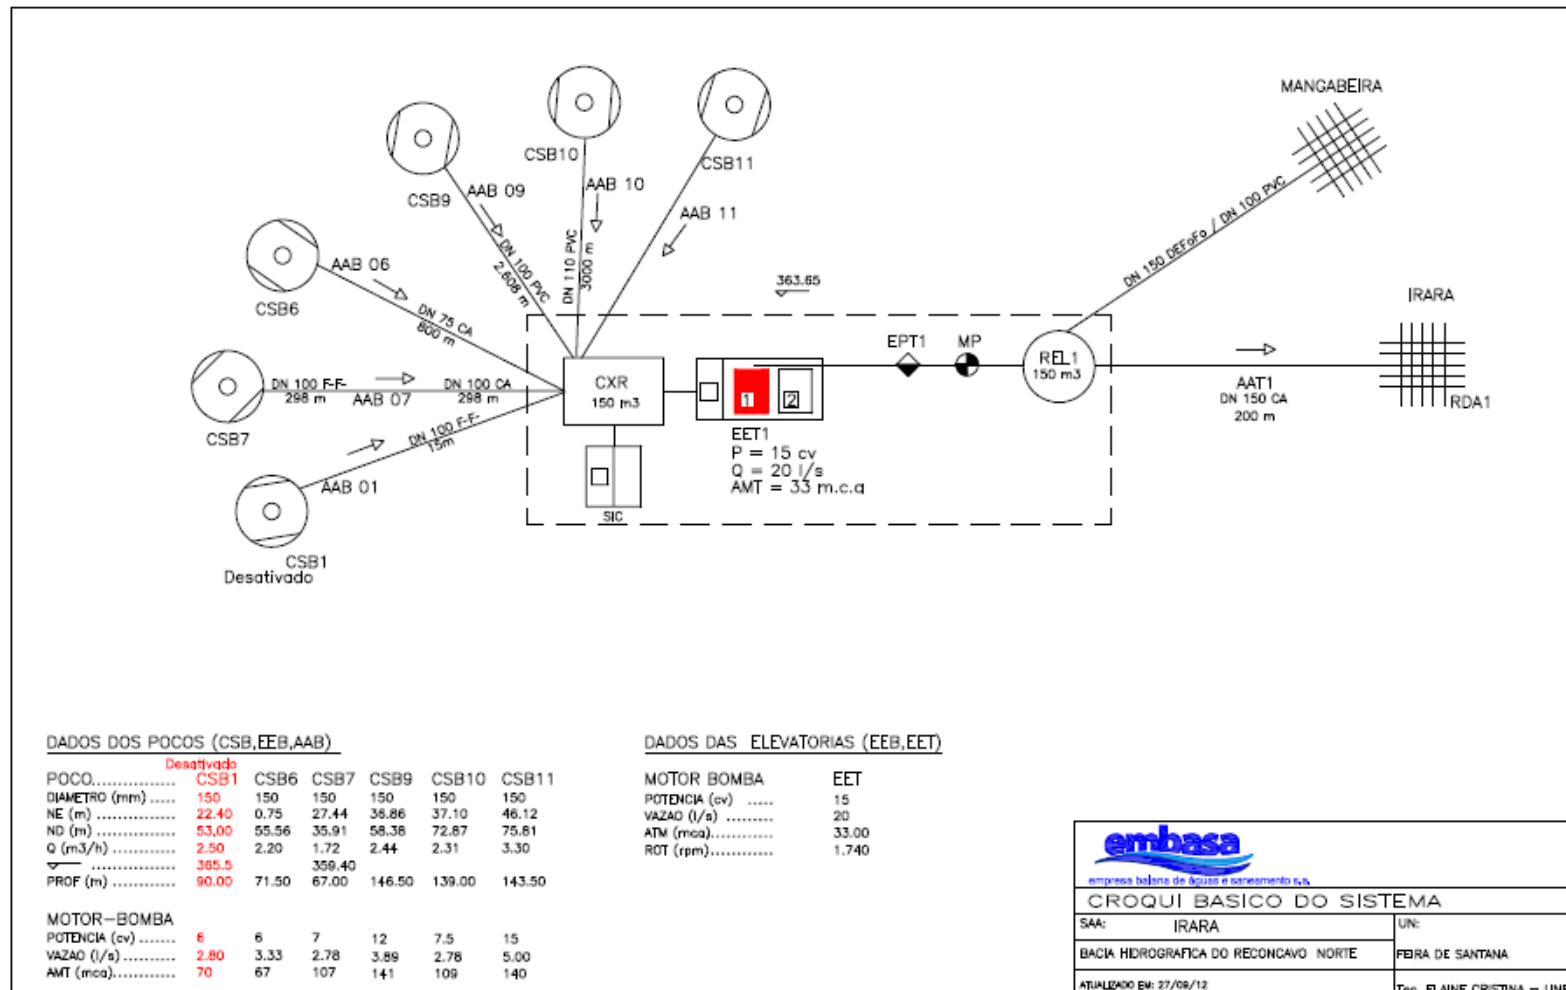 MANGABEIRA
CSB10
CSB11
CSB9
AAB 09
AAB 10
AAB 11
DN 100 PVC
2.608 m
DN 110 PVC
3000 m
DN 150 DEFoFo / DN 100 PVC
AAB 06
CSB6
DN 75 CA
800 m
363.65
IRARA
EPT1
MP
REL1
150 m3
AAT1
DN 150 CA
200 m
RDA1
CXR
150 m3
1
2
DN 100 F-F-
298 m
AAB 07
DN 100 CA
298 m
CSB7
DN 100 F-F-
15m
AAB 01
EET1
P = 15 cv
Q = 20 l/s
AMT = 33 m.c.a
SIC
CSB1
Desativado
DADOS DOS POCOS (CSB,EEB,AAB)
Desativado
POCO............... CSB1 CSB6 CSB7 CSB9 CSB10 CSB11
DIAMETRO (mm) ..... 150 150 150 150 150 150
NE (m) ............... 22.40 0.75 27.44 36.86 37.10 46.12
ND (m) ............... 53,00 55.56 35.91 58.38 72.87 75.81
Q (m3/h) ............ 2.50 2.20 1.72 2.44 2.31 3.30
............... 365.5 359.40
PROF (m) ............ 90.00 71.50 67.00 146.50 139.00 143.50
MOTOR-BOMBA
POTENCIA (cv) ....... 6 6 7 12 7.5 15
VAZAO (l/s) ......... 2.80 3.33 2.78 3.89 2.78 5.00
AMT (mca)............ 70 67 107 141 109 140
DADOS DAS ELEVATORIAS (EEB,EET)
MOTOR BOMBA EET
POTENCIA (cv) ..... 15
VAZAO (l/s) ......... 20
ATM (mca)............ 33.00
ROT (rpm)............ 1.740
embasa
empresa baiana de águas e saneamento s.a.
CROQUI BASICO DO SISTEMA
SAA: IRARA
UN:
BACIA HIDROGRAFICA DO RECONCAVO NORTE
FEIRA DE SANTANA
ATUALIZADO EM: 27/09/12
Tec. ELAINE CRISTINA –